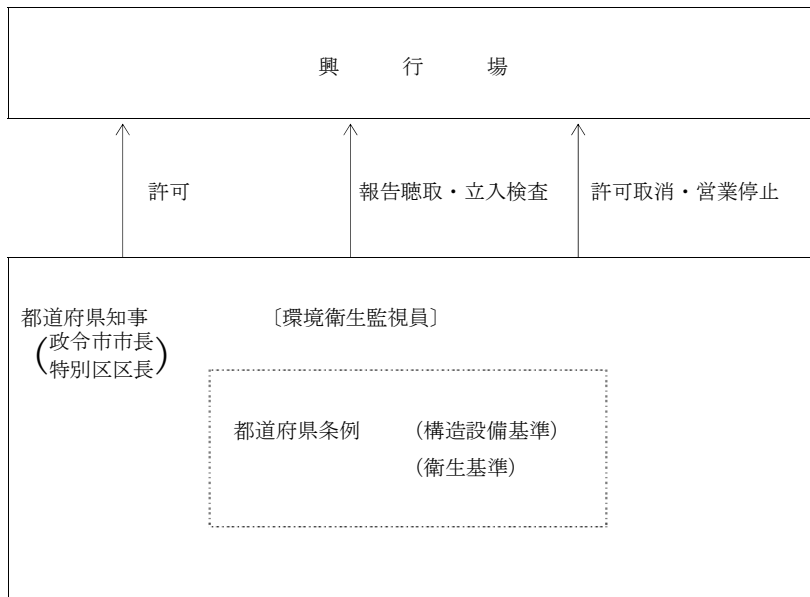 興行場
許可
報告聴取・立入検査
許可取消・営業停止
都道府県知事
(政令市市長
特別区区長)
〔環境衛生監視員〕
都道府県条例 (構造設備基準)
(衛生基準)